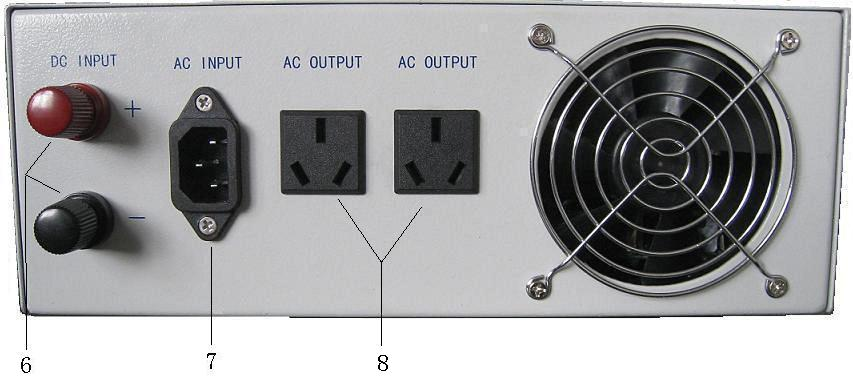 DC INPUT
AC INPUT
AC OUTPUT
AC OUTPUT
+
−
6
7
8